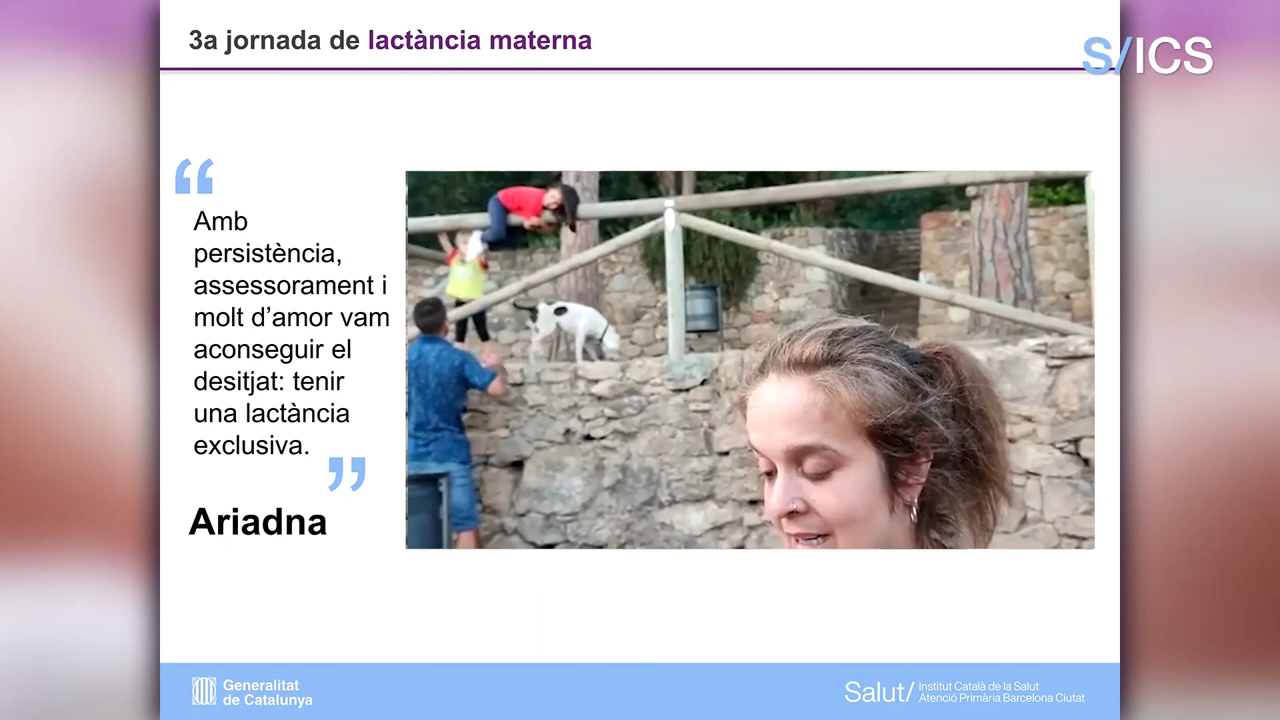 3a jornada de lactància materna
S/ICS
“
Amb
persistència,
assessorament i
molt d’amor vam
aconseguir el
desitjat: tenir
una lactància
exclusiva.
”
Ariadna
Generalitat
de Catalunya
Salut/
Institut Català de la Salut
Atenció Primària Barcelona Ciutat